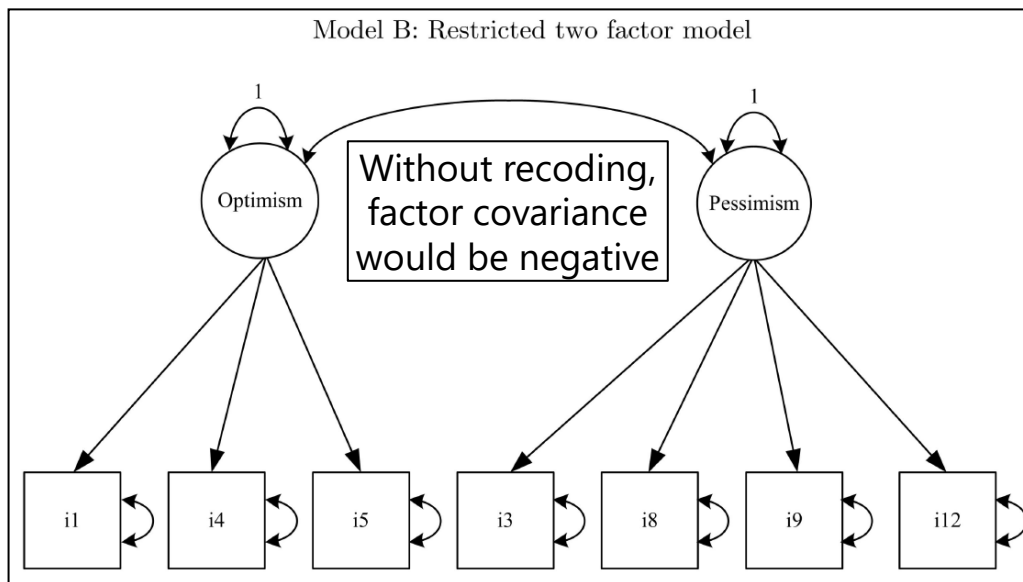 Model B: Restricted two factor model
1
1
Optimism
Without recoding,
factor covariance
would be negative
Pessimism
i1
i4
i5
i3
i8
i9
i12